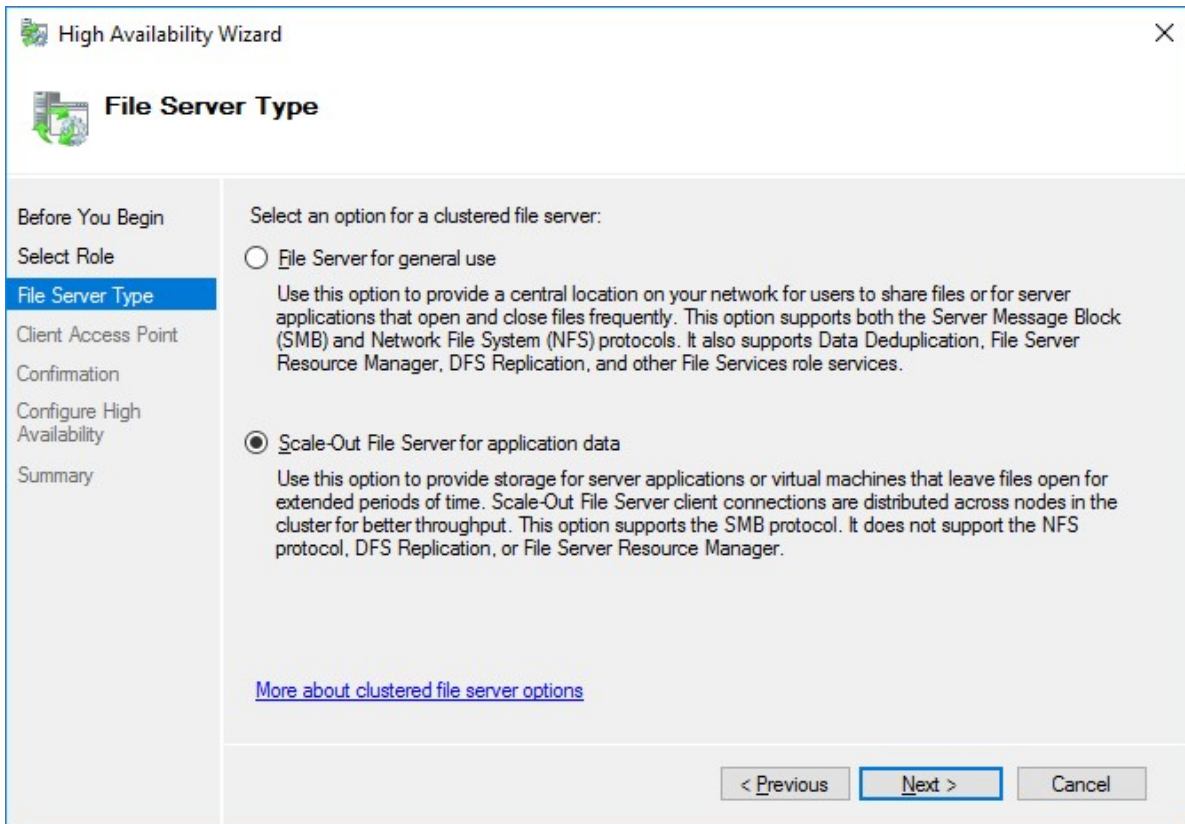 High Availability Wizard
File Server Type
Before You Begin
Select Role
File Server Type
Client Access Point
Confirmation
Configure High
Availability
Summary
Select an option for a clustered file server:
File Server for general use
Use this option to provide a central location on your network for users to share files or for server
applications that open and close files frequently. This option supports both the Server Message Block
(SMB) and Network File System (NFS) protocols. It also supports Data Deduplication, File Server
Resource Manager, DFS Replication, and other File Services role services.
Scale-Out File Server for application data
Use this option to provide storage for server applications or virtual machines that leave files open for
extended periods of time. Scale-Out File Server client connections are distributed across nodes in the
cluster for better throughput. This option supports the SMB protocol. It does not support the NFS
protocol, DFS Replication, or File Server Resource Manager.
More about clustered file server options
< Previous
Next >
Cancel